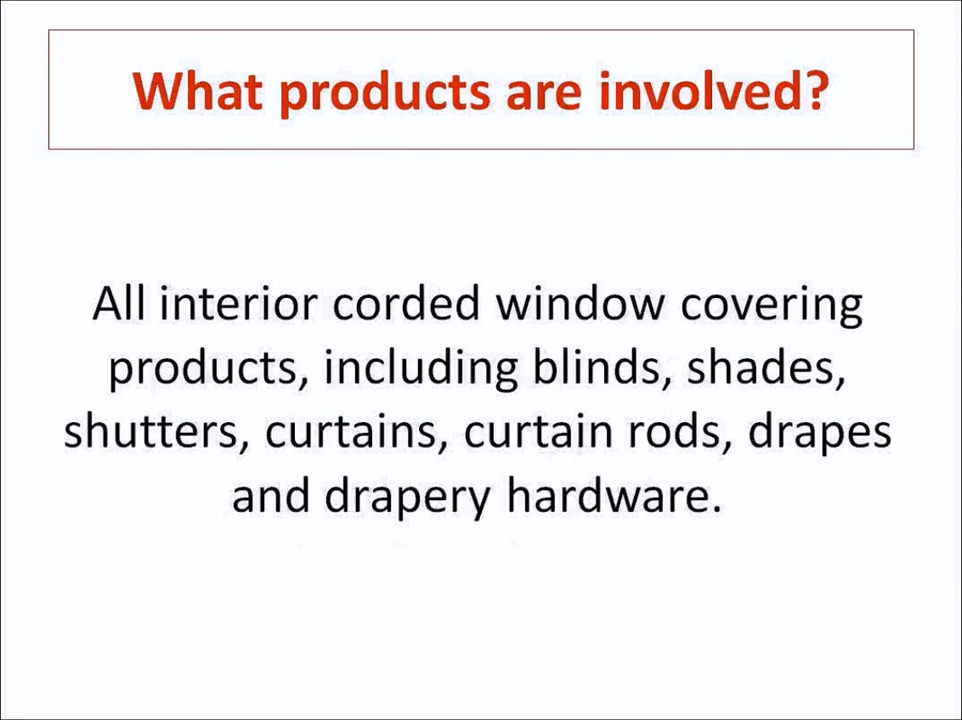 What products are involved?
All interior corded window covering
products, including blinds, shades,
shutters, curtains, curtain rods, drapes
and drapery hardware.